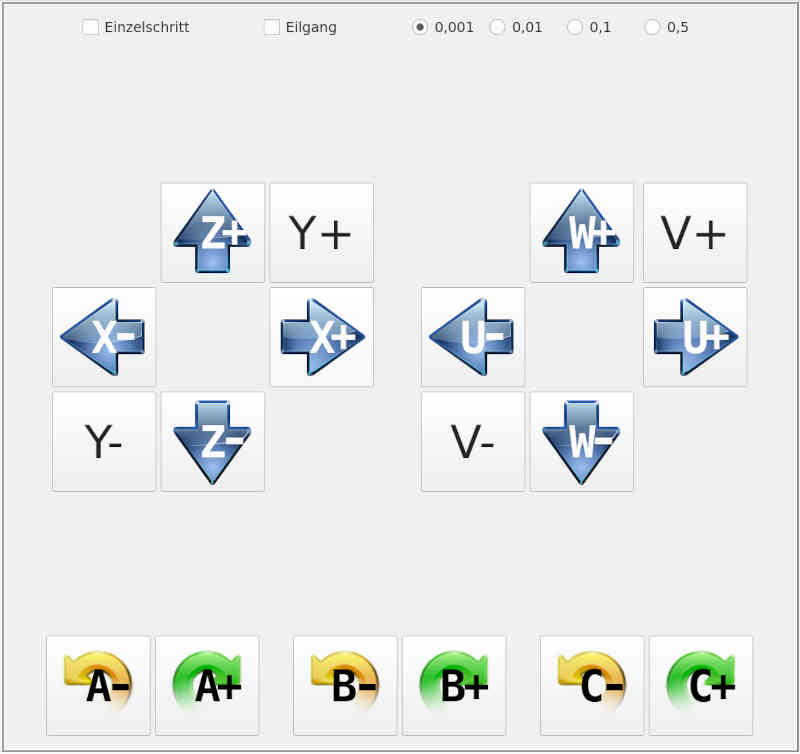 Einzelschritt Eilgang 0,001 0,01 0,1 0,5
Z+ Y+ W+ V+
X- X+ U- U+
Y- Z- V- W-
A- A+ B- B+ C- C+